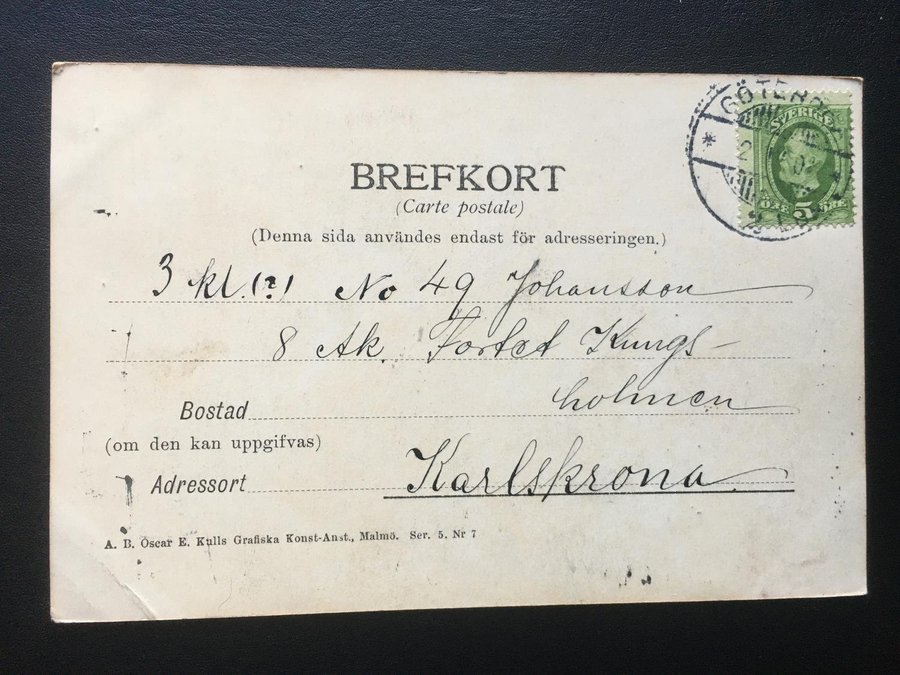 GÖTEBORG
SVERIGE
5
BREFKORT
(Carte postale)
(Denna sida användes endast för adresseringen.)
3 kl. (2) No 49 Johansson
8 Ak. Fortet Kungs-
holmen
Bostad
(om den kan uppgifvas)
Karlskrona
Adressort
A. B. Oscar E. Kulls Grafiska Konst-Anst., Malmö. Ser. 5. Nr 7